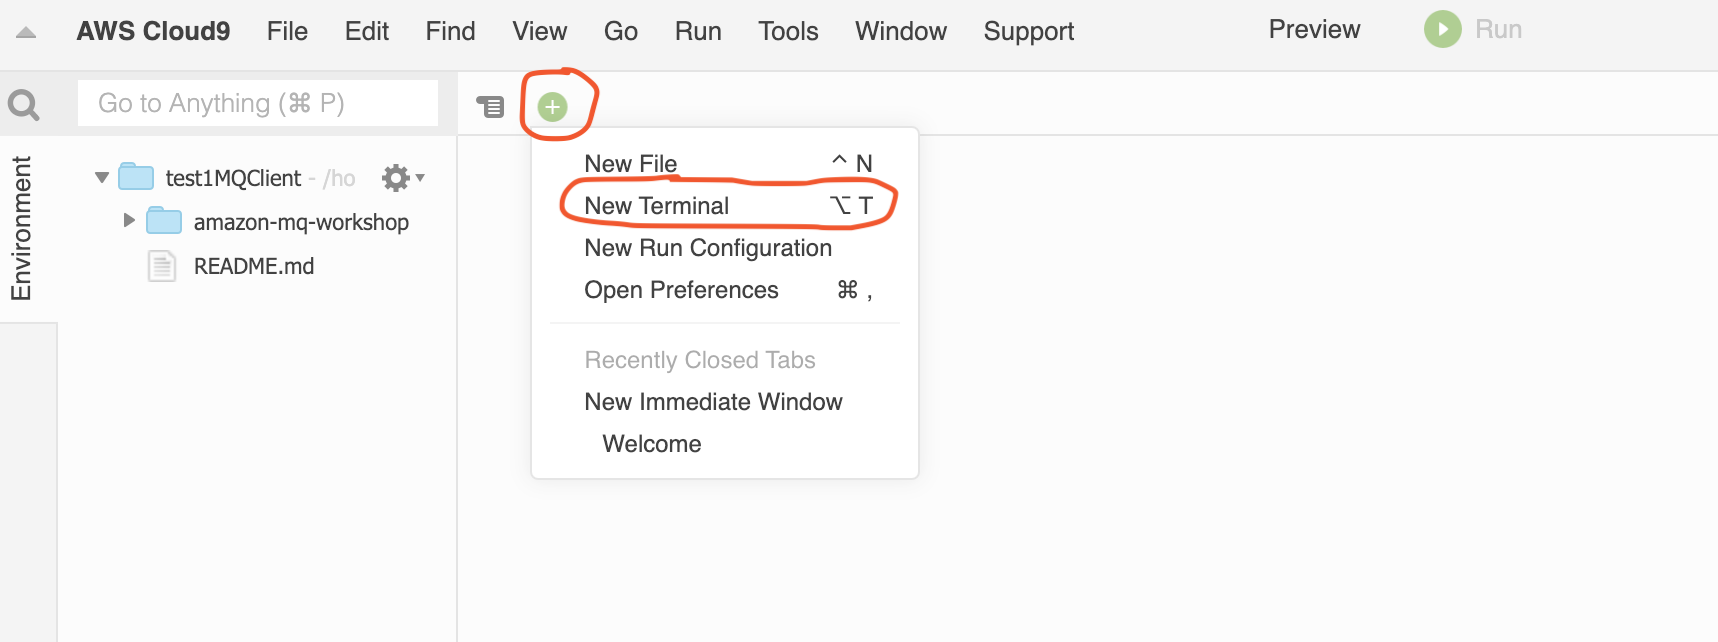 AWS Cloud9 File Edit Find View Go Run Tools Window Support Preview Run
Go to Anything (⌘ P)
Environment
test1MQClient - /ho
amazon-mq-workshop
README.md
New File ^ N
New Terminal ⌥ T
New Run Configuration
Open Preferences ⌘ ,
Recently Closed Tabs
New Immediate Window
Welcome